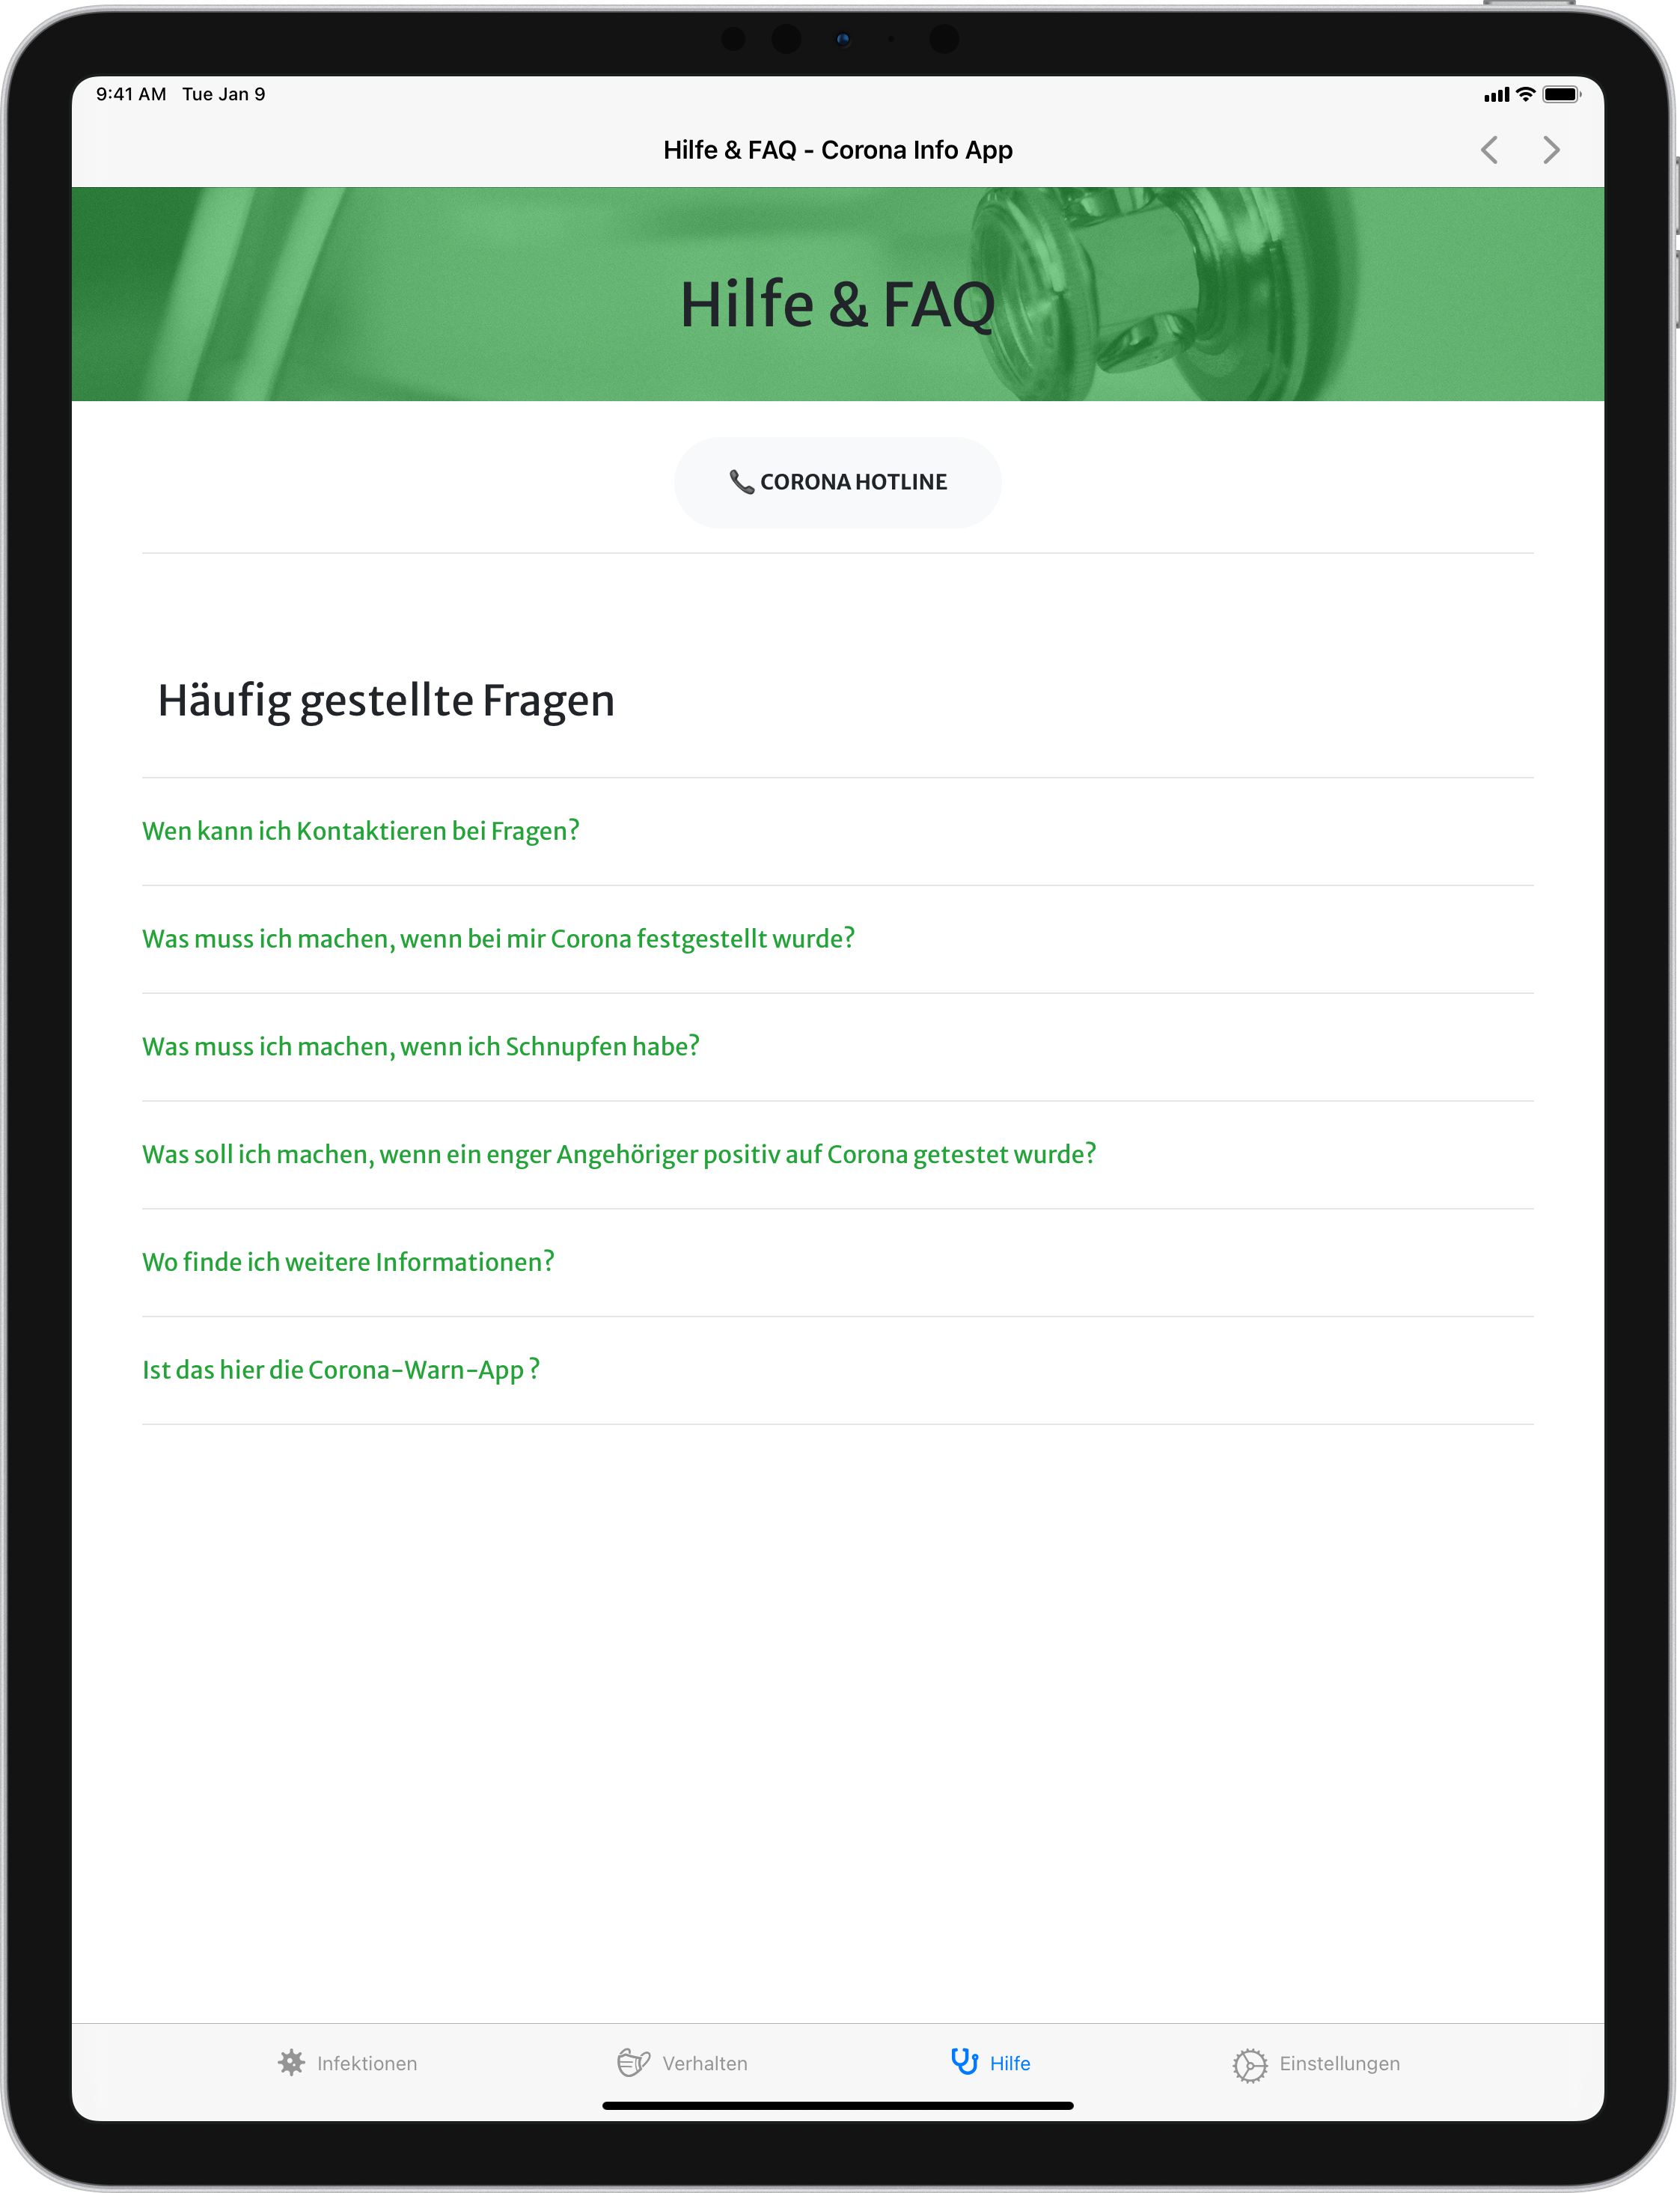 9:41 AM Tue Jan 9
Hilfe & FAQ - Corona Info App
Hilfe & FAQ
CORONA HOTLINE
Häufig gestellte Fragen
Wen kann ich Kontaktieren bei Fragen?
Was muss ich machen, wenn bei mir Corona festgestellt wurde?
Was muss ich machen, wenn ich Schnupfen habe?
Was soll ich machen, wenn ein enger Angehöriger positiv auf Corona getestet wurde?
Wo finde ich weitere Informationen?
Ist das hier die Corona-Warn-App ?
Infektionen Verhalten Hilfe Einstellungen